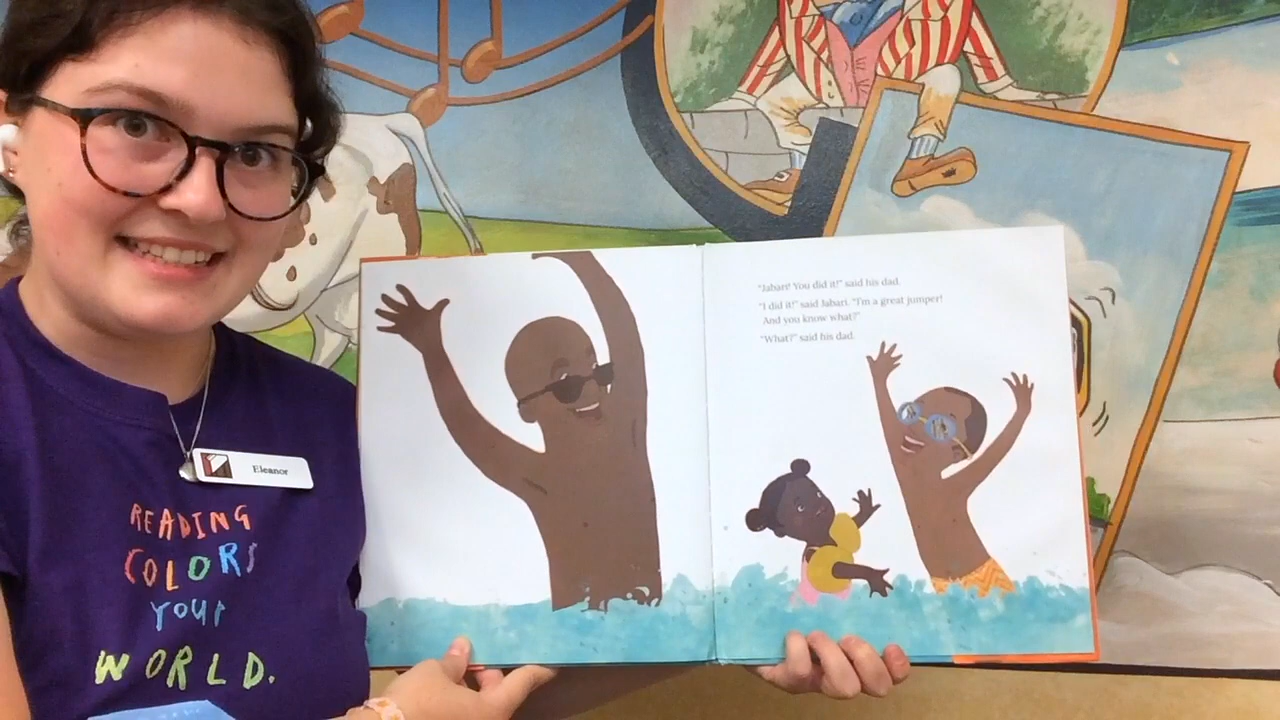 Eleanor
READING
COLORS
YOUR
WORLD.
"Jabari! You did it!" said his dad.
"I did it!" said Jabari. "I'm a great jumper!
And you know what?"
"What?" said his dad.